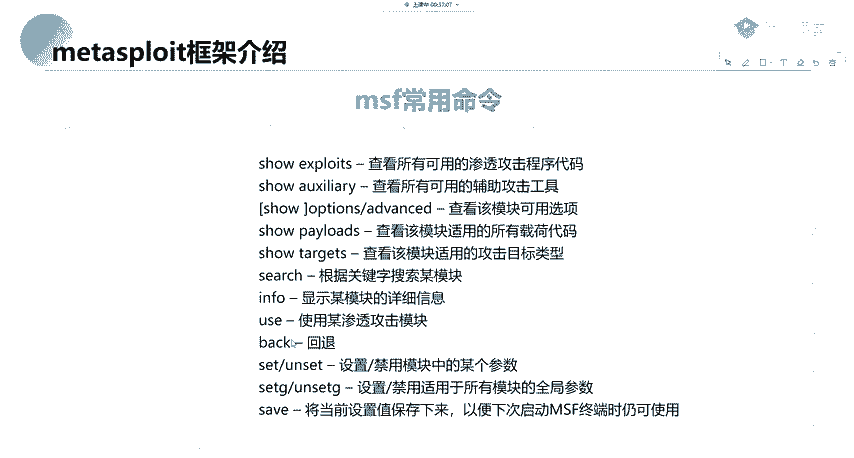 metasploit框架介绍
msf常用命令
show exploits – 查看所有可用的渗透攻击程序代码
show auxiliary – 查看所有可用的辅助攻击工具
[show ]options/advanced – 查看该模块可用选项
show payloads – 查看该模块适用的所有载荷代码
show targets – 查看该模块适用的攻击目标类型
search – 根据关键字搜索某模块
info – 显示某模块的详细信息
use – 使用某渗透攻击模块
back – 回退
set/unset – 设置/禁用模块中的某个参数
setg/unsetg – 设置/禁用适用于所有模块的全局参数
save – 将当前设置值保存下来，以便下次启动MSF终端时仍可使用